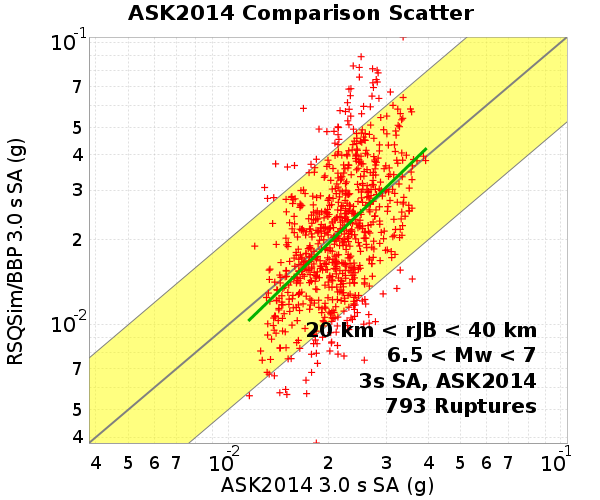 ASK2014 Comparison Scatter
10-1
7
5
4
3
2
10-2
7
5
4
RSQSim/BBP 3.0 s SA (g)
20 km < rJB < 40 km
6.5 < Mw < 7
3s SA, ASK2014
793 Ruptures
4 5 6 7 10-2 2 3 4 5 6 7 10-1
ASK2014 3.0 s SA (g)